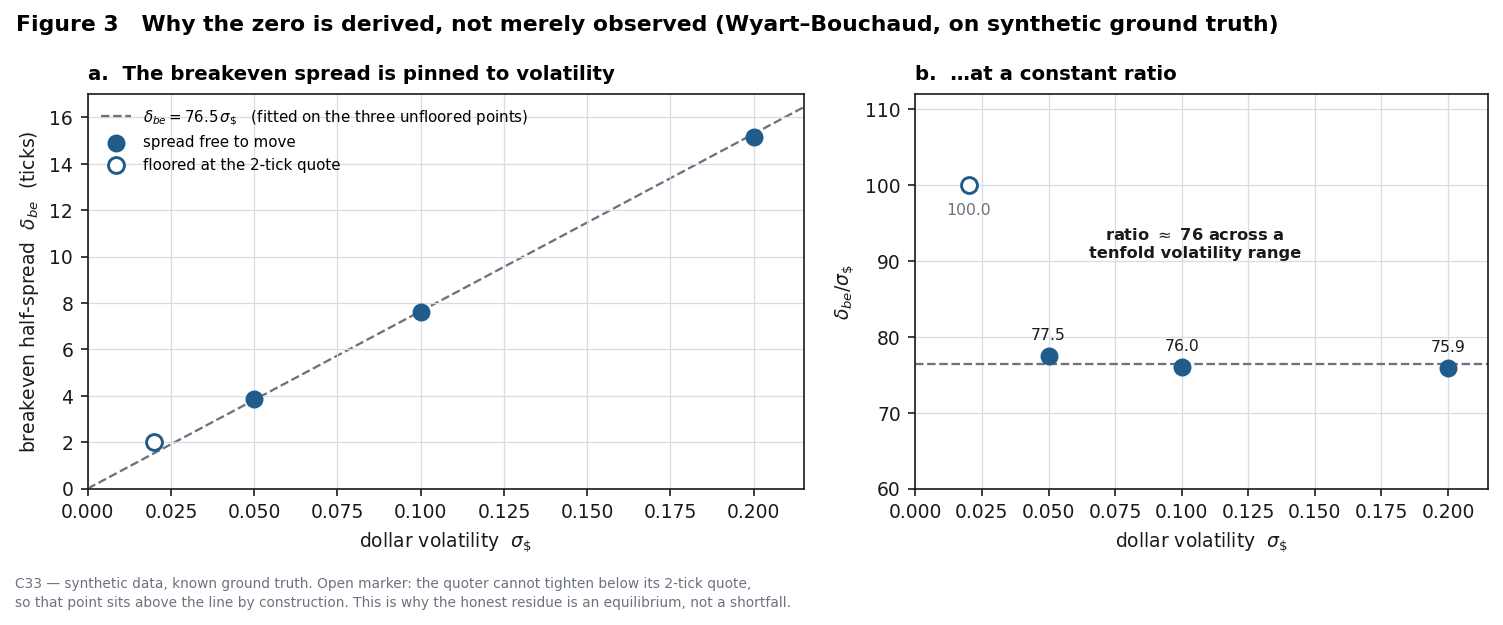 Figure 3   Why the zero is derived, not merely observed (Wyart–Bouchaud, on synthetic ground truth)
a.  The breakeven spread is pinned to volatility
δ_be = 76.5σ_$   (fitted on the three unfloored points)
spread free to move
floored at the 2-tick quote
breakeven half-spread  δ_be  (ticks)
16
14
12
10
8
6
4
2
0
0.000 0.025 0.050 0.075 0.100 0.125 0.150 0.175 0.200
dollar volatility  σ_$
b.  …at a constant ratio
110
100
90
80
70
60
δ_be/σ_$
100.0
ratio ≈ 76 across a
tenfold volatility range
77.5
76.0
75.9
0.000 0.025 0.050 0.075 0.100 0.125 0.150 0.175 0.200
dollar volatility  σ_$
C33 — synthetic data, known ground truth. Open marker: the quoter cannot tighten below its 2-tick quote,
so that point sits above the line by construction. This is why the honest residue is an equilibrium, not a shortfall.